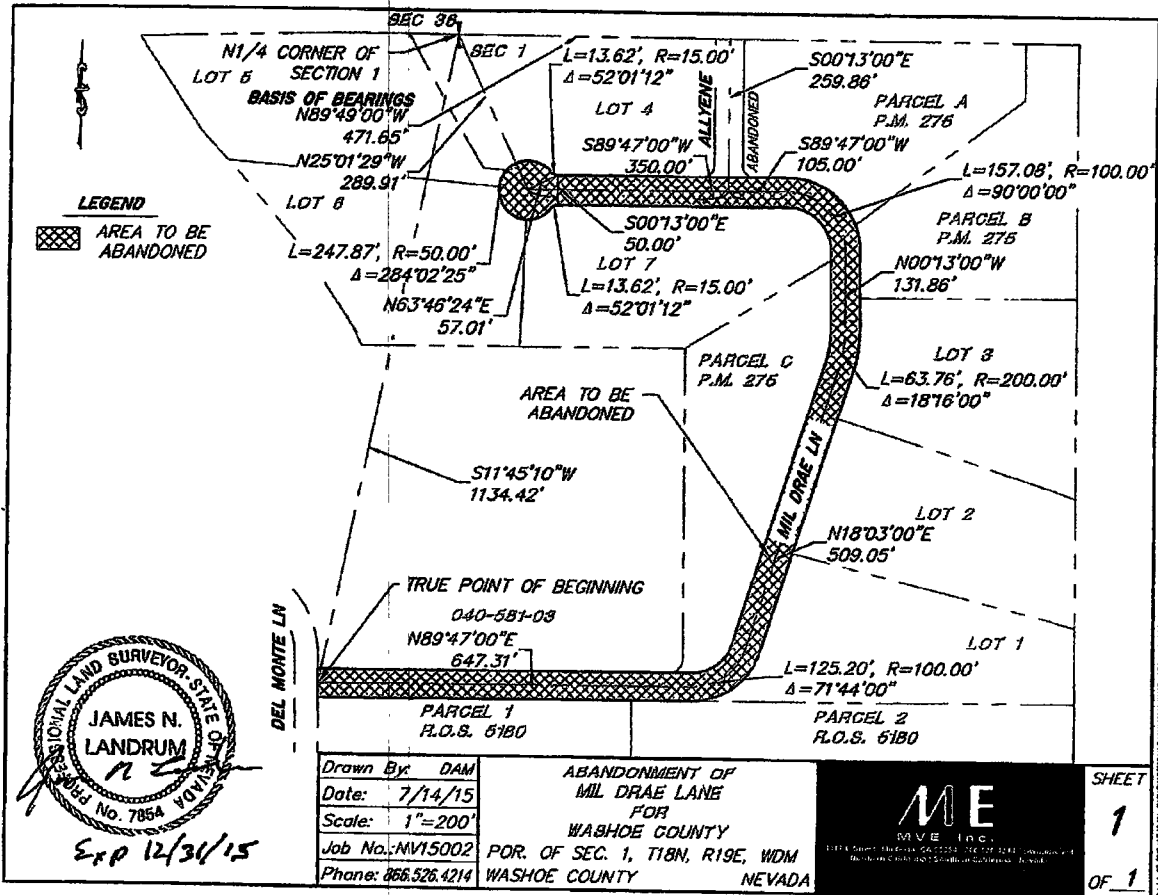 SEC 36
SEC 1
N1/4 CORNER OF
SECTION 1
LOT 5
BASIS OF BEARINGS
N89°49'00"W
471.65'
N25°01'29"W
289.91'
LOT 6
L=13.62', R=15.00'
Δ=52°01'12"
LOT 4
ALLYENE
ABANDONED
S00°13'00"E
259.86'
PARCEL A
P.M. 275
S89°47'00"W
350.00'
S89°47'00"W
105.00'
L=157.08', R=100.00'
Δ=90°00'00"
PARCEL B
P.M. 275
LEGEND
AREA TO BE
ABANDONED
L=247.87', R=50.00'
Δ=284°02'25"
S00°13'00"E
50.00'
LOT 7
L=13.62', R=15.00'
Δ=52°01'12"
N63°46'24"E
57.01'
N00°13'00"W
131.86'
PARCEL C
P.M. 275
LOT 3
L=63.76', R=200.00'
Δ=18°16'00"
AREA TO BE
ABANDONED
MIL DRAE LN
S11°45'10"W
1134.42'
LOT 2
N18°03'00"E
509.05'
TRUE POINT OF BEGINNING
040-581-03
N89°47'00"E
647.31'
LOT 1
L=125.20', R=100.00'
Δ=71°44'00"
DEL MONTE LN
PARCEL 1
R.O.S. 5180
PARCEL 2
R.O.S. 5180
PROFESSIONAL LAND SURVEYOR-STATE OF NEVADA
JAMES N.
LANDRUM
No. 7854
Exp 12/31/15
Drawn By: DAM
Date: 7/14/15
Scale: 1"=200'
Job No.:NV15002
Phone: 866.526.4214
ABANDONMENT OF
MIL DRAE LANE
FOR
WASHOE COUNTY
POR. OF SEC. 1, T18N, R19E, WDM
WASHOE COUNTY NEVADA
MVE
MVE Inc.
SHEET
1
OF 1